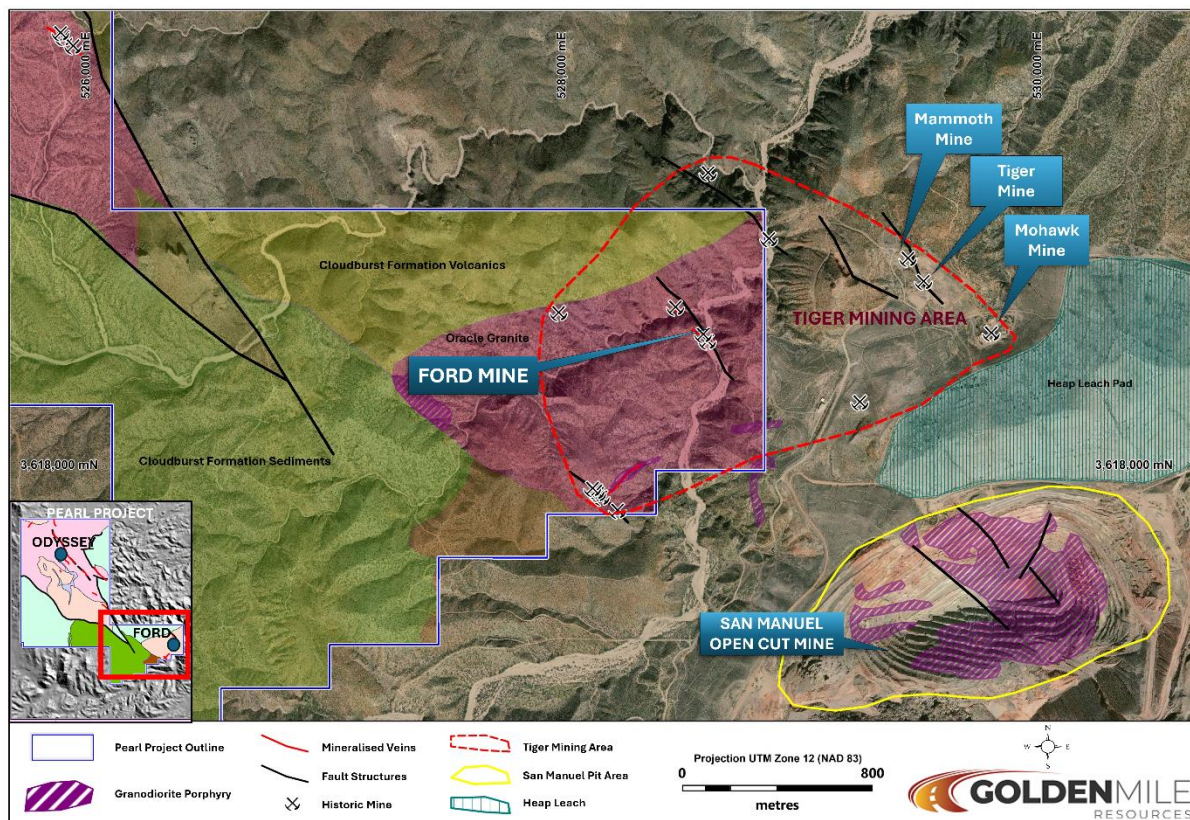 526,000 mE
528,000 mE
530,000 mE
Mammoth
Mine
Tiger
Mine
Mohawk
Mine
Cloudburst Formation Volcanics
TIGER MINING AREA
Oracle Granite
FORD MINE
Heap Leach Pad
Cloudburst Formation Sediments
3,618,000 mN
3,618,000 mN
PEARL PROJECT
ODYSSEY
FORD
SAN MANUEL
OPEN CUT MINE
Pearl Project Outline
Mineralised Veins
Tiger Mining Area
Fault Structures
San Manuel Pit Area
Granodiorite Porphyry
Historic Mine
Heap Leach
Projection UTM Zone 12 (NAD 83)
0 800
metres
N
W E
S
GOLDENMILE
RESOURCES